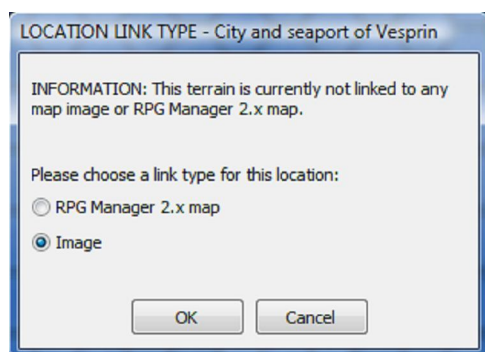 LOCATION LINK TYPE - City and seaport of Vesprin
INFORMATION: This terrain is currently not linked to any
map image or RPG Manager 2.x map.
Please choose a link type for this location:
RPG Manager 2.x map
Image
OK
Cancel